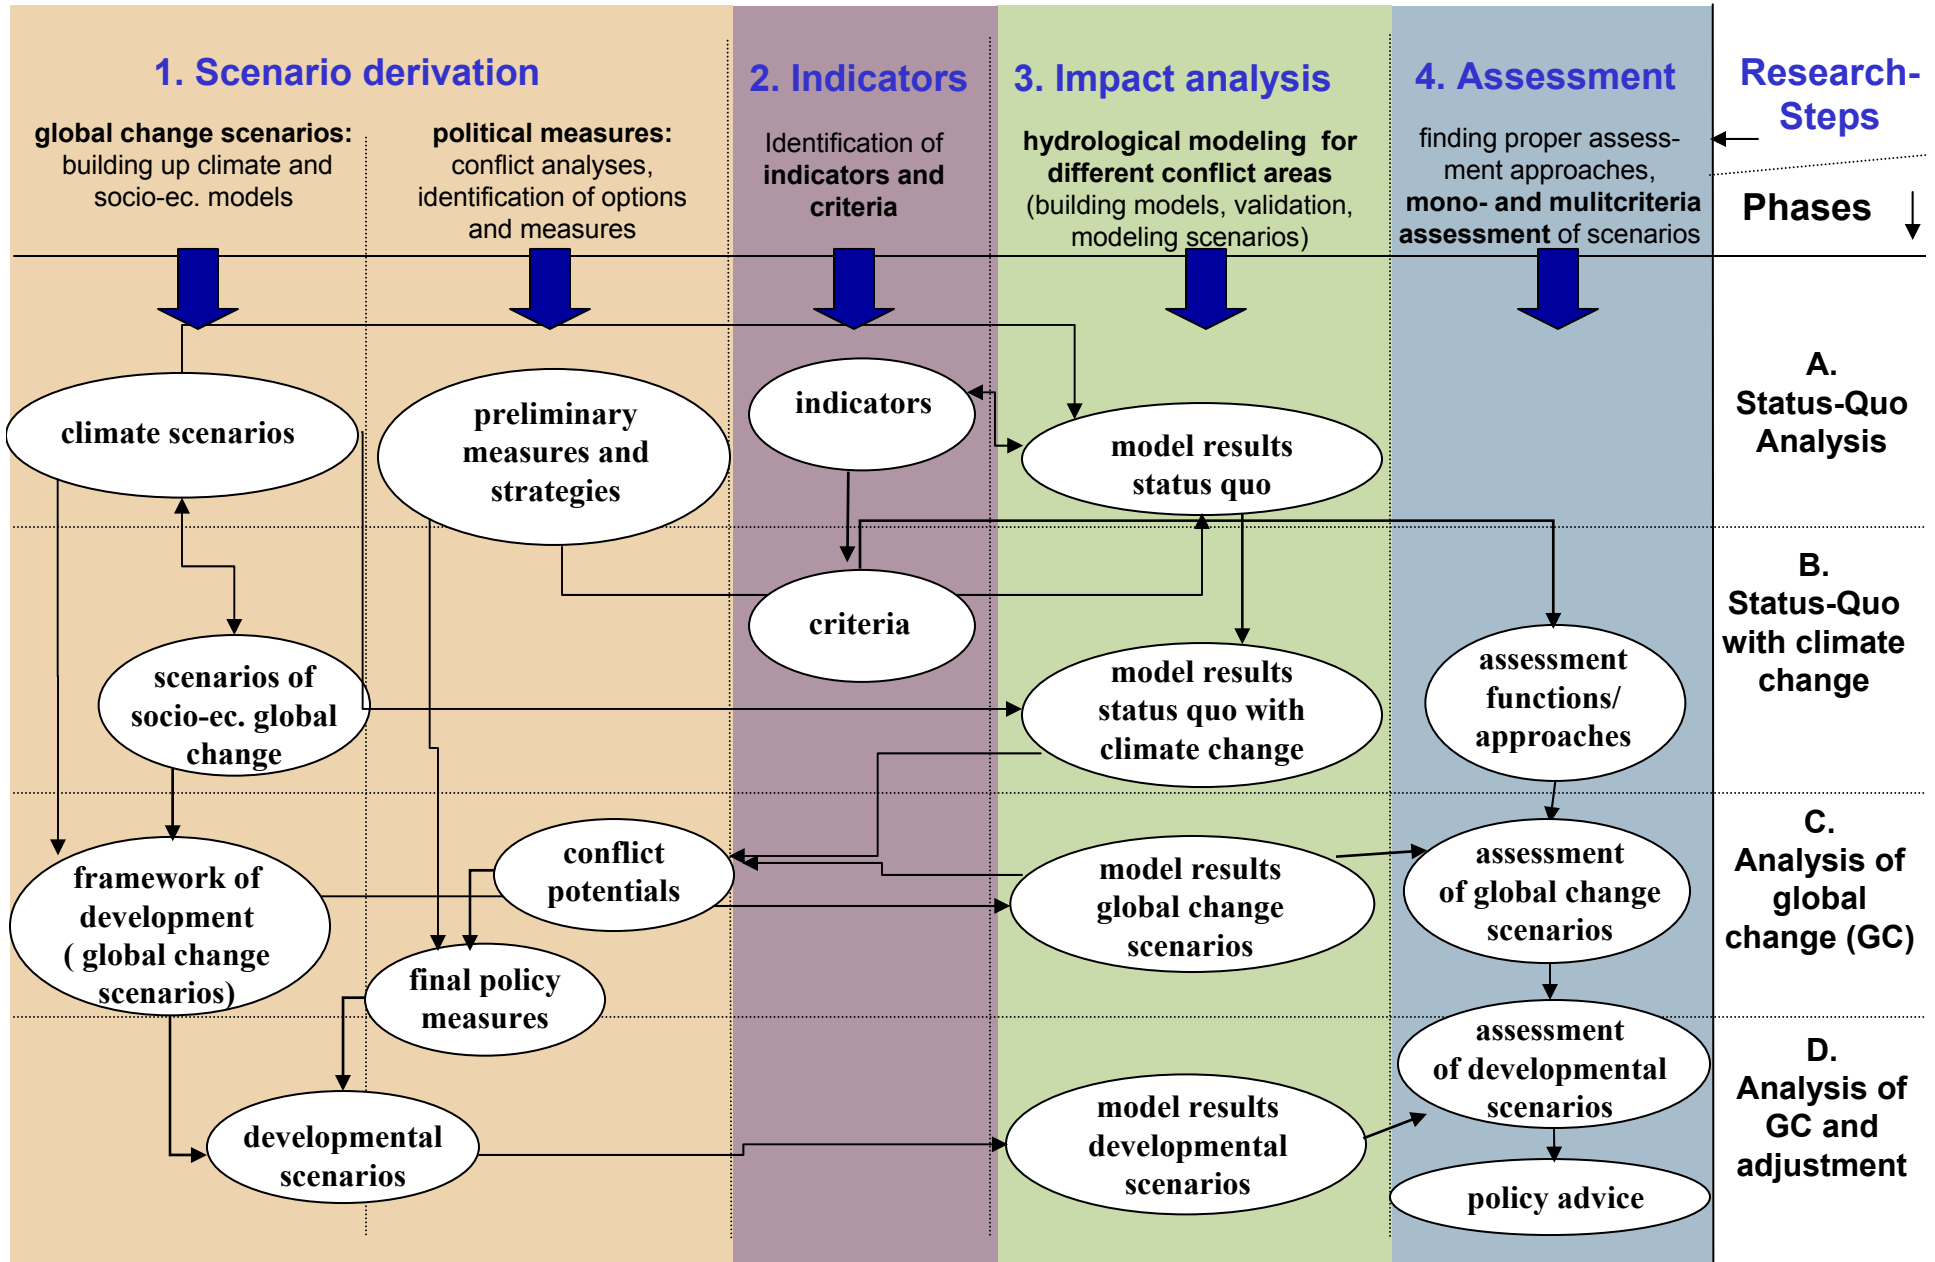 1. Scenario derivation
2. Indicators
3. Impact analysis
4. Assessment
Research-
Steps
global change scenarios:
building up climate and
socio-ec. models
political measures:
conflict analyses,
identification of options
and measures
Identification of
indicators and
criteria
hydrological modeling for
different conflict areas
(building models, validation,
modeling scenarios)
finding proper assess-
ment approaches,
mono- and mulitcriteria
assessment of scenarios
Phases
climate scenarios
preliminary
measures and
strategies
indicators
model results
status quo
A.
Status-Quo
Analysis
scenarios of
socio-ec. global
change
criteria
model results
status quo with
climate change
assessment
functions/
approaches
B.
Status-Quo
with climate
change
framework of
development
( global change
scenarios)
conflict
potentials
final policy
measures
model results
global change
scenarios
assessment
of global change
scenarios
C.
Analysis of
global
change (GC)
developmental
scenarios
model results
developmental
scenarios
assessment
of developmental
scenarios
policy advice
D.
Analysis of
GC and
adjustment